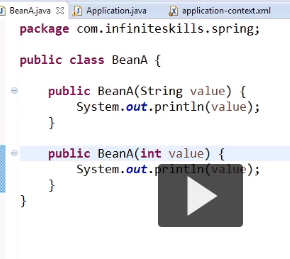 BeanA.java Application.java application-context.xml
package com.infiniteskills.spring;
public class BeanA {
public BeanA(String value) {
System.out.println(value);
}
public BeanA(int value) {
System.out.println(value);
}
}